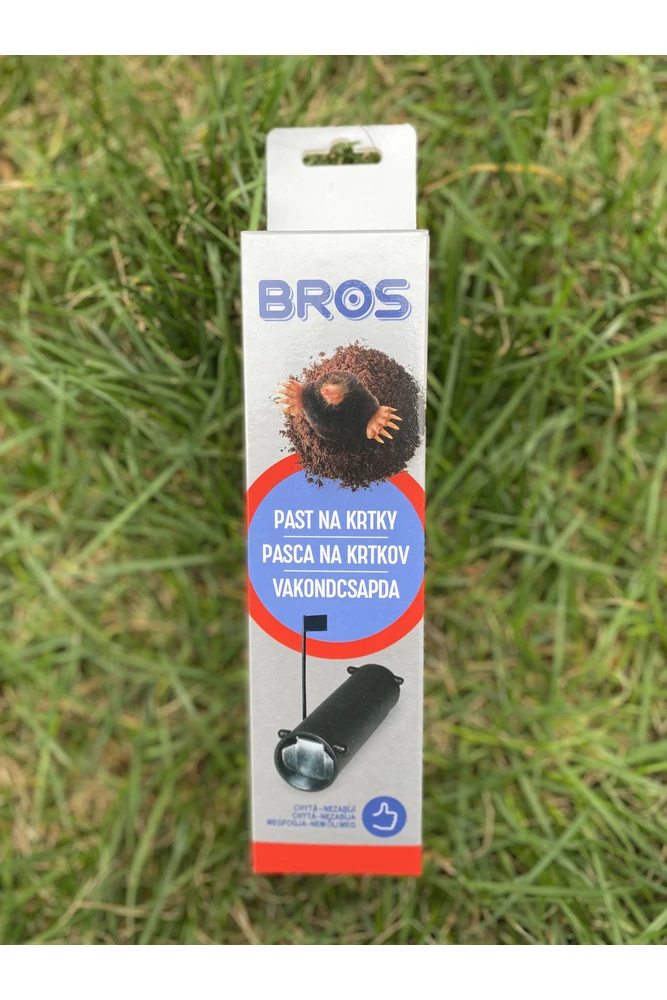 BROS
PAST NA KRTKY
PASCA NA KRTKOV
VAKONDCSAPDA
CHYTÁ-NEZABÍJÍ
CHYTÁ-NEZABÍJA
MEGFOGJA-NEM ÖLI MEG